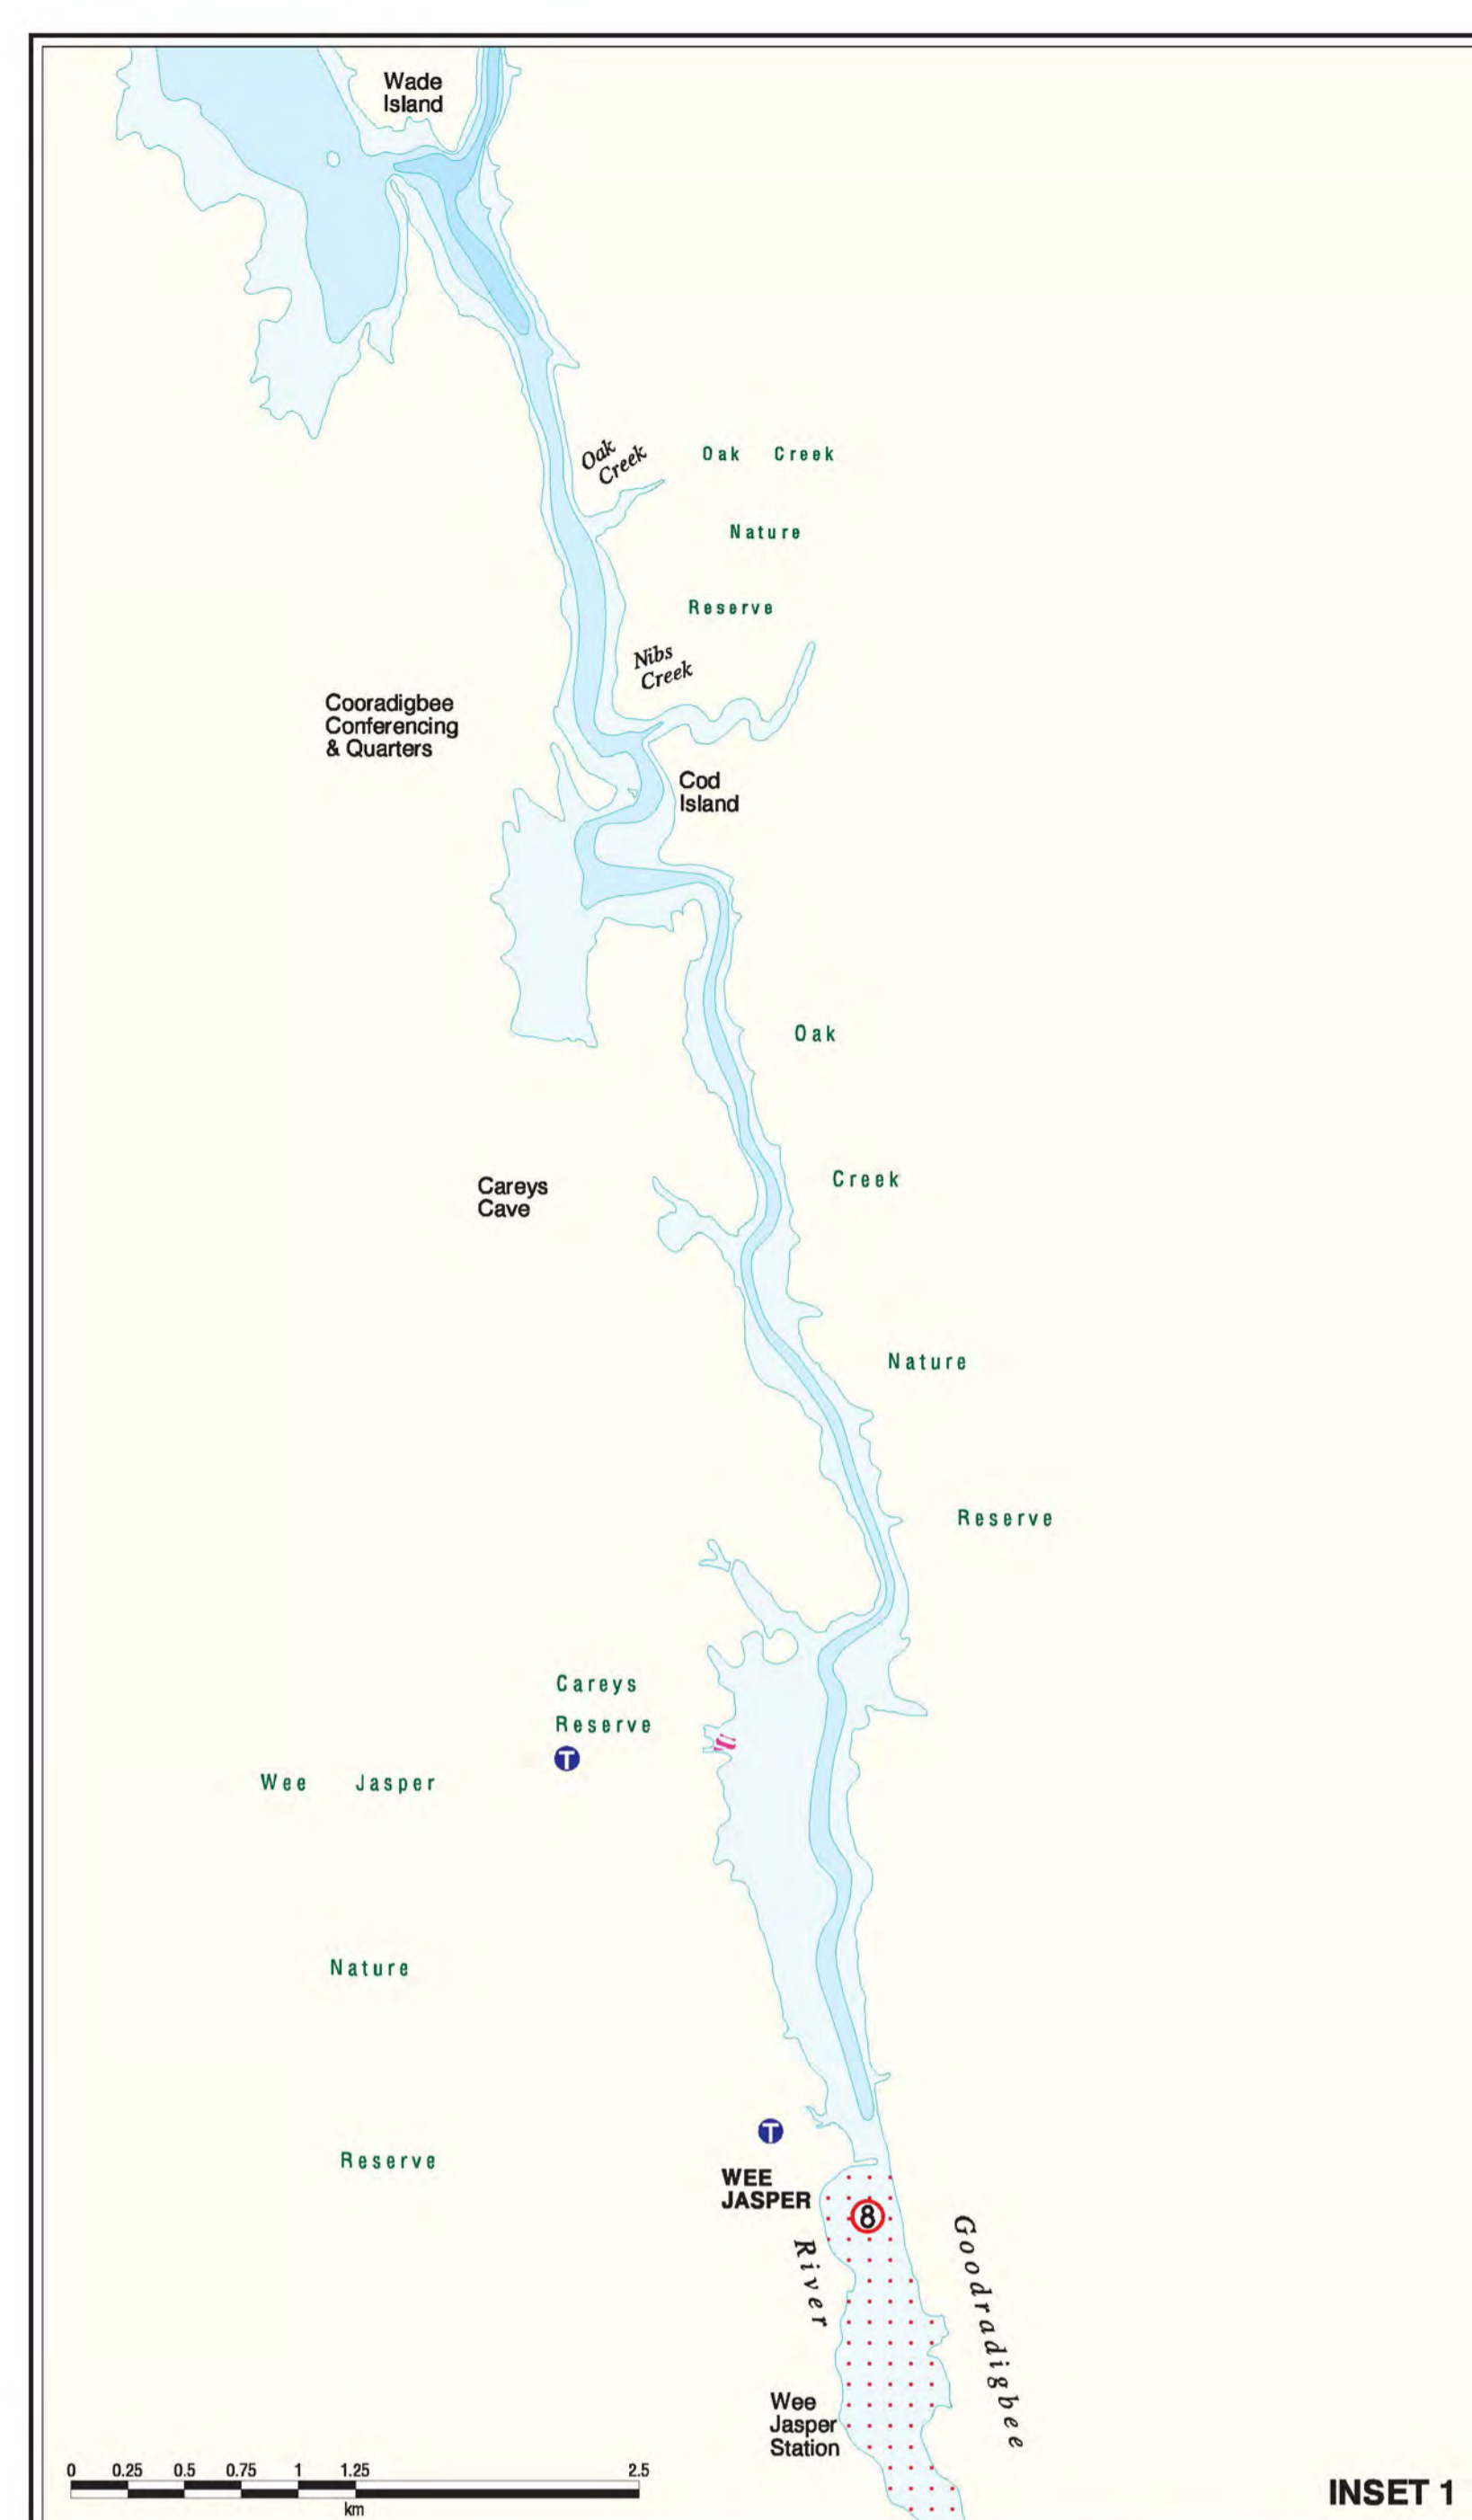 Wade
Island
Oak
Creek
Oak Creek
Nature
Reserve
Nibs
Creek
Cooradigbee
Conferencing
& Quarters
Cod
Island
Oak
Creek
Careys
Cave
Nature
Reserve
Careys
Reserve
T
Wee Jasper
Nature
Reserve
T
WEE
JASPER
8
River
Goodradigbee
Wee
Jasper
Station
0 0.25 0.5 0.75 1 1.25 2.5
km
INSET 1